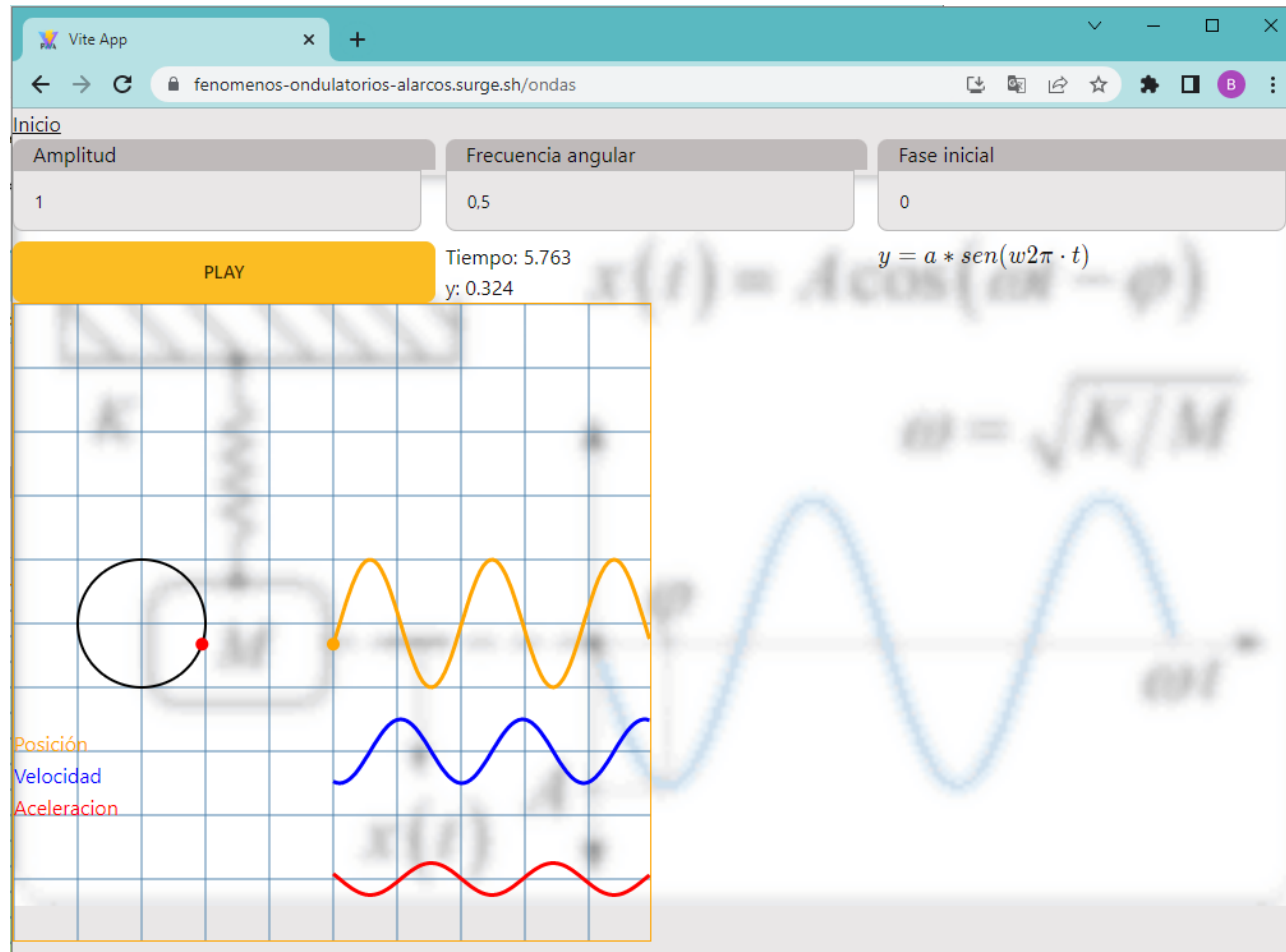 Vite App
fenomenos-ondulatorios-alarcos.surge.sh/ondas
B
Inicio
Amplitud
Frecuencia angular
Fase inicial
1
0,5
0
PLAY
Tiempo: 5.763
y: 0.324
y = a ∗ sen(w2π · t)
x(t) = A cos(ωt − φ)
K
ω = √K/M
M
φ
ωt
A
x(t)
Posición
Velocidad
Aceleracion